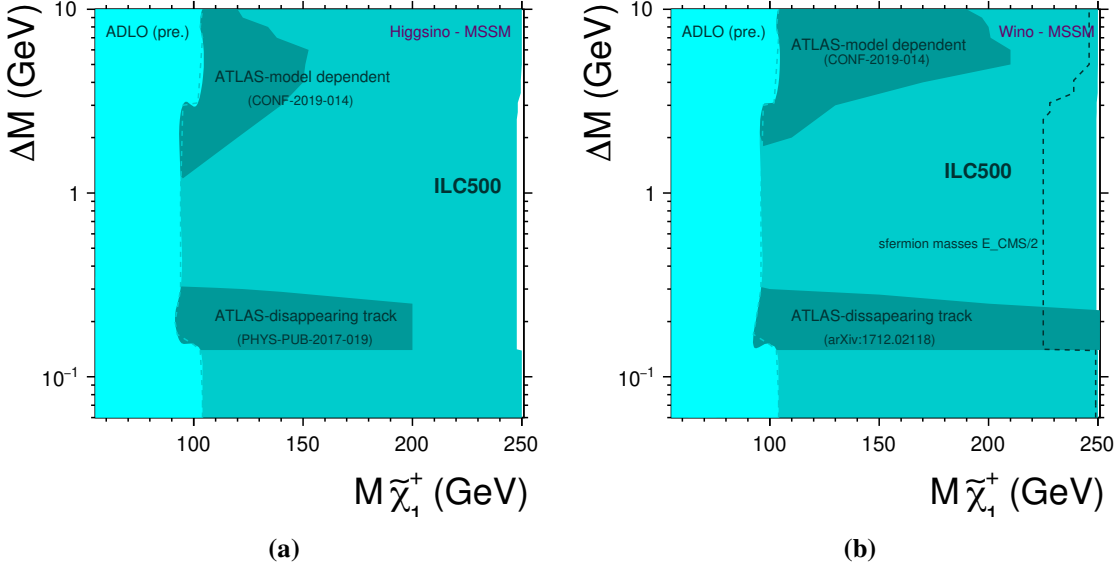 ΔM (GeV)
10
1
10⁻¹
ADLO (pre.)
Higgsino - MSSM
ATLAS-model dependent
(CONF-2019-014)
ILC500
ATLAS-disappearing track
(PHYS-PUB-2017-019)
100 150 200 250
M χ̃₁⁺ (GeV)
(a)
ΔM (GeV)
10
1
10⁻¹
ADLO (pre.)
Wino - MSSM
ATLAS-model dependent
(CONF-2019-014)
ILC500
sfermion masses E_CMS/2
ATLAS-dissapearing track
(arXiv:1712.02118)
100 150 200 250
M χ̃₁⁺ (GeV)
(b)